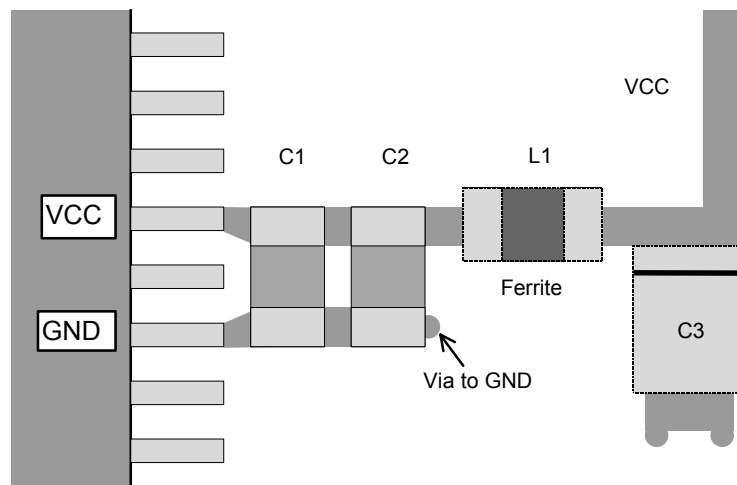 VCC
C1
C2
L1
VCC
GND
Ferrite
C3
Via to GND